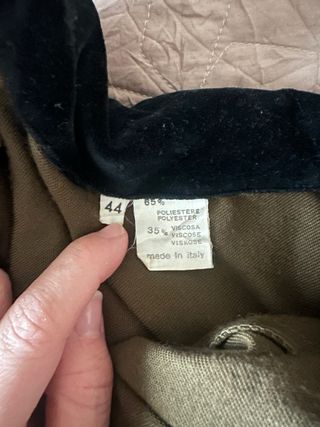 44
65%
POLIESTERE
POLYESTER
35% VISCOSA
VISCOSE
VISKOSE
made in italy